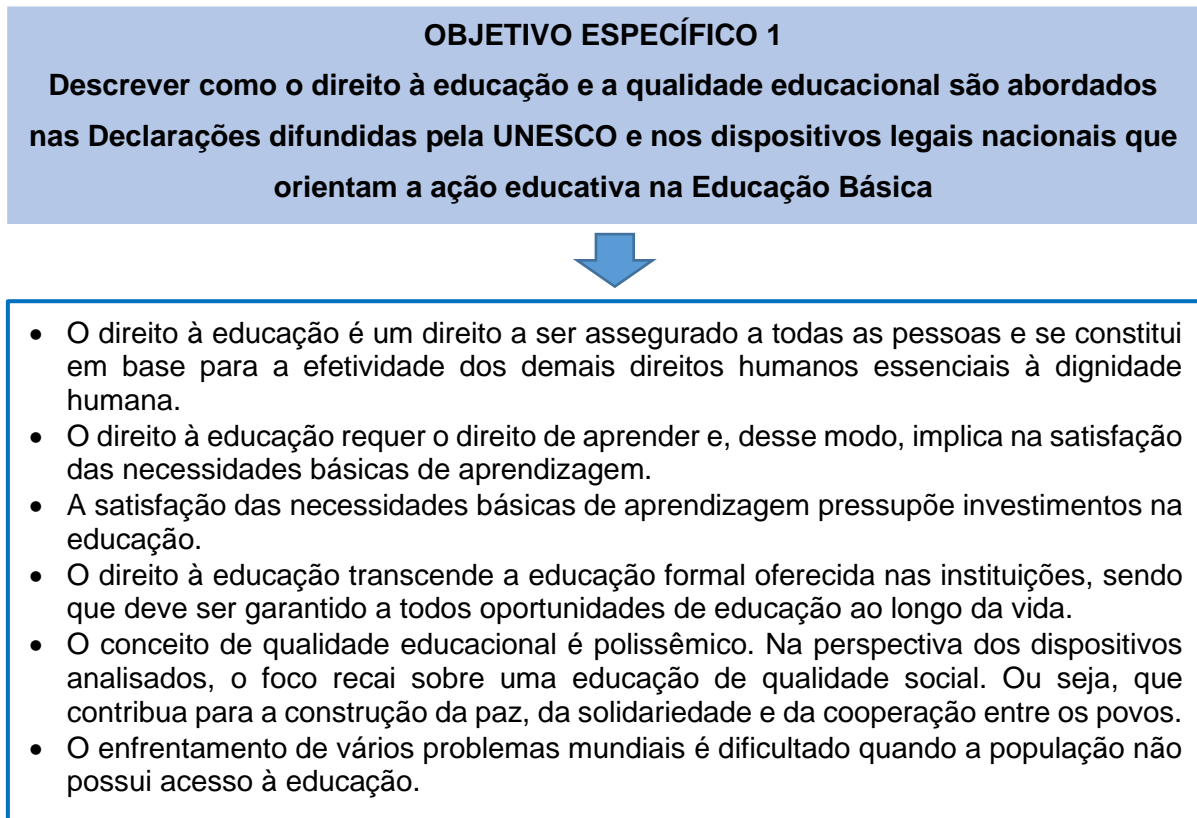 OBJETIVO ESPECÍFICO 1
Descrever como o direito à educação e a qualidade educacional são abordados
nas Declarações difundidas pela UNESCO e nos dispositivos legais nacionais que
orientam a ação educativa na Educação Básica
• O direito à educação é um direito a ser assegurado a todas as pessoas e se constitui
em base para a efetividade dos demais direitos humanos essenciais à dignidade
humana.
• O direito à educação requer o direito de aprender e, desse modo, implica na satisfação
das necessidades básicas de aprendizagem.
• A satisfação das necessidades básicas de aprendizagem pressupõe investimentos na
educação.
• O direito à educação transcende a educação formal oferecida nas instituições, sendo
que deve ser garantido a todos oportunidades de educação ao longo da vida.
• O conceito de qualidade educacional é polissêmico. Na perspectiva dos dispositivos
analisados, o foco recai sobre uma educação de qualidade social. Ou seja, que
contribua para a construção da paz, da solidariedade e da cooperação entre os povos.
• O enfrentamento de vários problemas mundiais é dificultado quando a população não
possui acesso à educação.